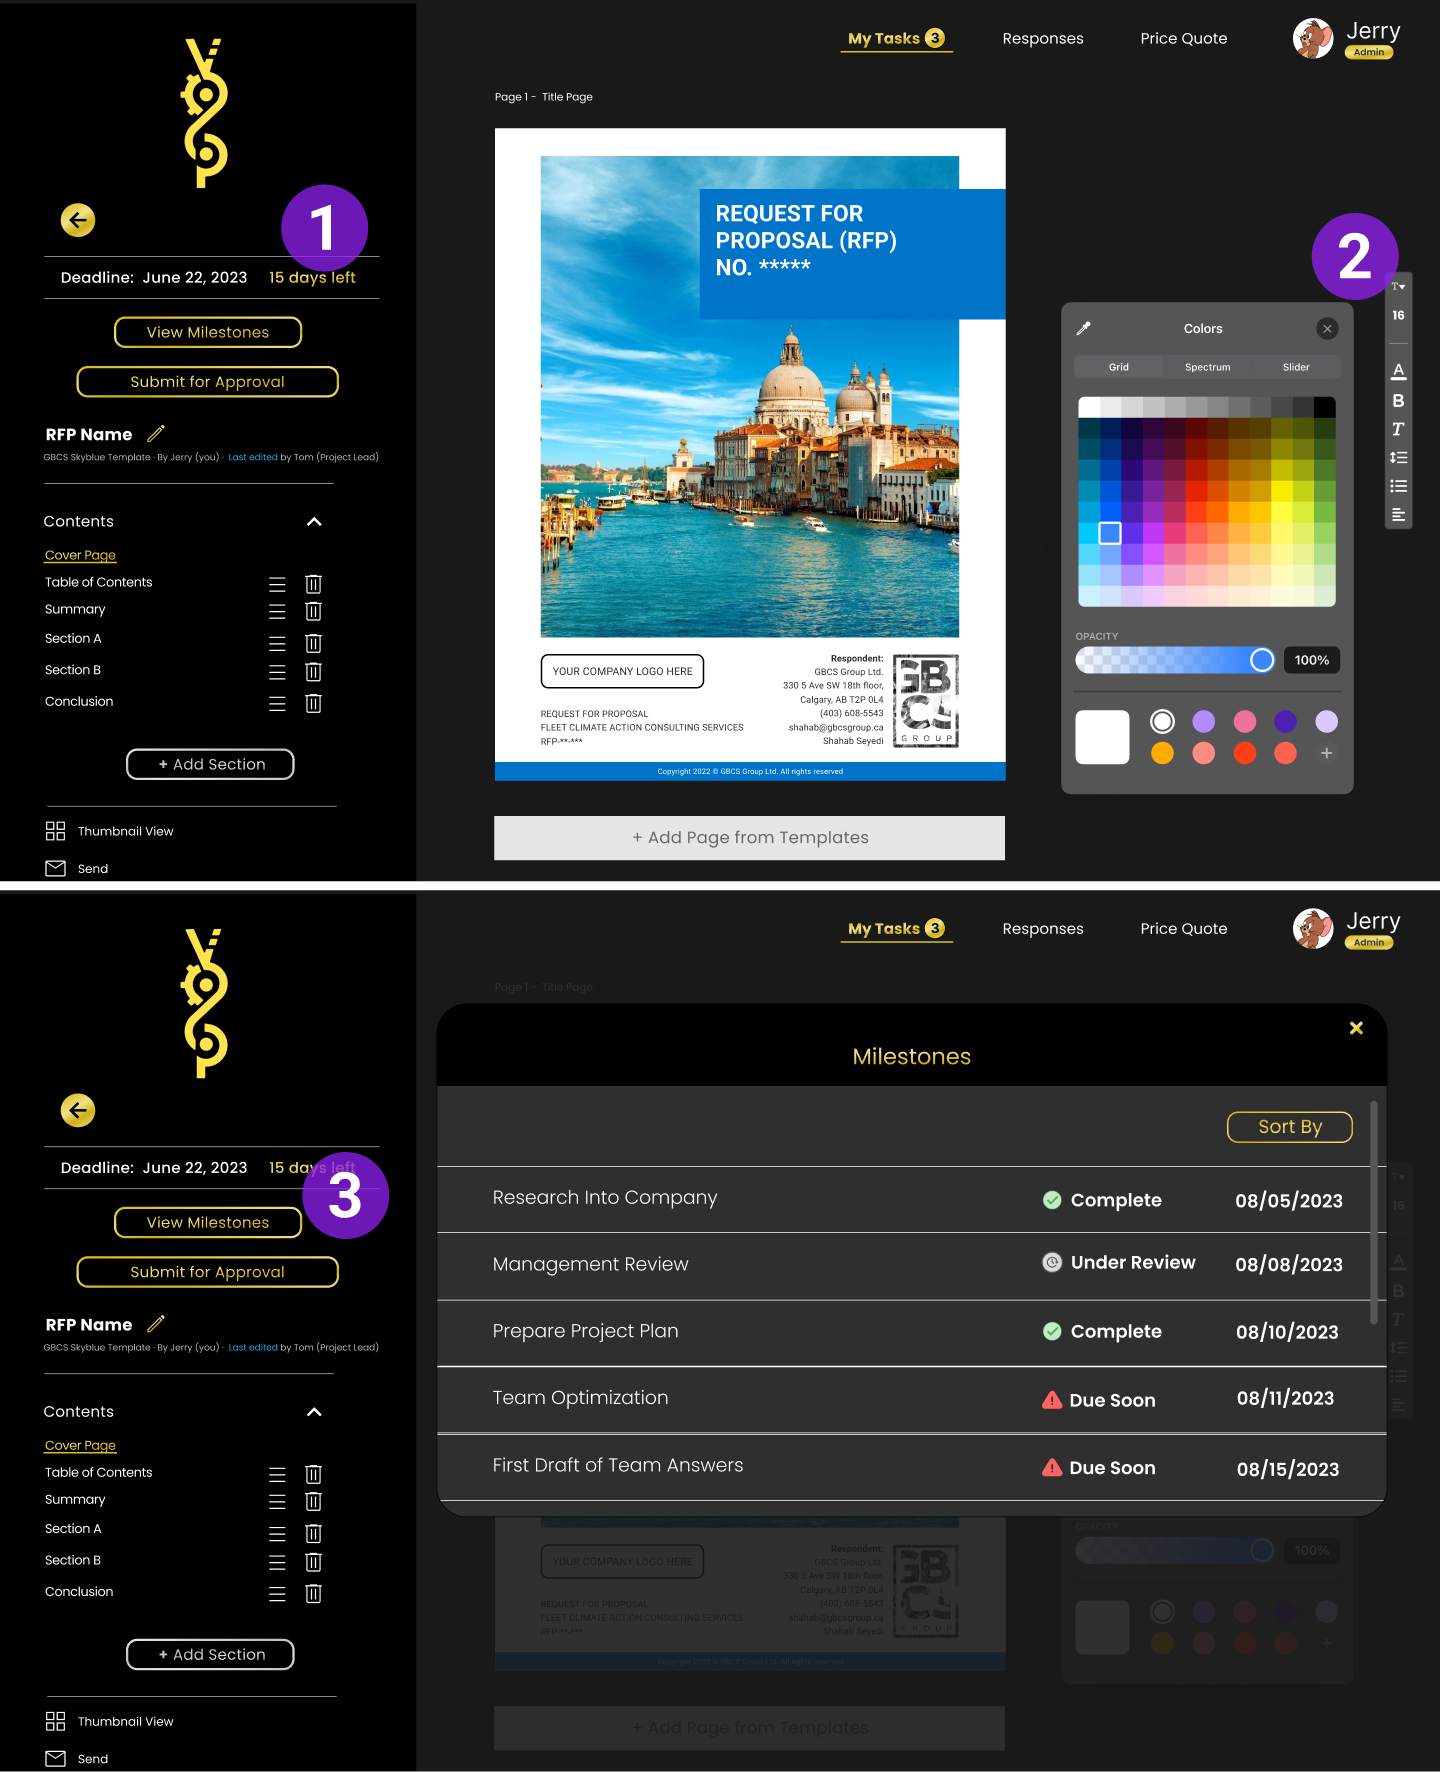 My Tasks 3
Responses
Price Quote
Jerry
Admin
Page 1 - Title Page
1
Deadline: June 22, 2023 15 days left
View Milestones
Submit for Approval
RFP Name
GBCS Skyblue Template · By Jerry (you) · Last edited by Tom (Project Lead)
Contents
Cover Page
Table of Contents
Summary
Section A
Section B
Conclusion
+ Add Section
Thumbnail View
Send
REQUEST FOR
PROPOSAL (RFP)
NO. *****
YOUR COMPANY LOGO HERE
REQUEST FOR PROPOSAL
FLEET CLIMATE ACTION CONSULTING SERVICES
RFP-**-***
Respondent:
GBCS Group Ltd.
330 5 Ave SW 18th floor,
Calgary, AB T2P 0L4
(403) 608-5543
shahab@gbcsgroup.ca
Shahab Seyedi
GB
CS
GROUP
Copyright 2022 © GBCS Group Ltd. All rights reserved
+ Add Page from Templates
2
Colors
Grid
Spectrum
Slider
OPACITY
100%
T
16
A
B
T
My Tasks 3
Responses
Price Quote
Jerry
Admin
Page 1 - Title Page
Deadline: June 22, 2023 15 days left
3
View Milestones
Submit for Approval
RFP Name
GBCS Skyblue Template · By Jerry (you) · Last edited by Tom (Project Lead)
Contents
Cover Page
Table of Contents
Summary
Section A
Section B
Conclusion
+ Add Section
Thumbnail View
Send
Milestones
Sort By
Research Into Company Complete 08/05/2023
Management Review Under Review 08/08/2023
Prepare Project Plan Complete 08/10/2023
Team Optimization Due Soon 08/11/2023
First Draft of Team Answers Due Soon 08/15/2023
T
16
A
B
T
OPACITY
100%
YOUR COMPANY LOGO HERE
REQUEST FOR PROPOSAL
FLEET CLIMATE ACTION CONSULTING SERVICES
RFP-**-***
Respondent:
GBCS Group Ltd.
330 5 Ave SW 18th floor,
Calgary, AB T2P 0L4
(403) 608-5543
shahab@gbcsgroup.ca
Shahab Seyedi
GB
CS
GROUP
Copyright 2022 © GBCS Group Ltd. All rights reserved
+ Add Page from Templates